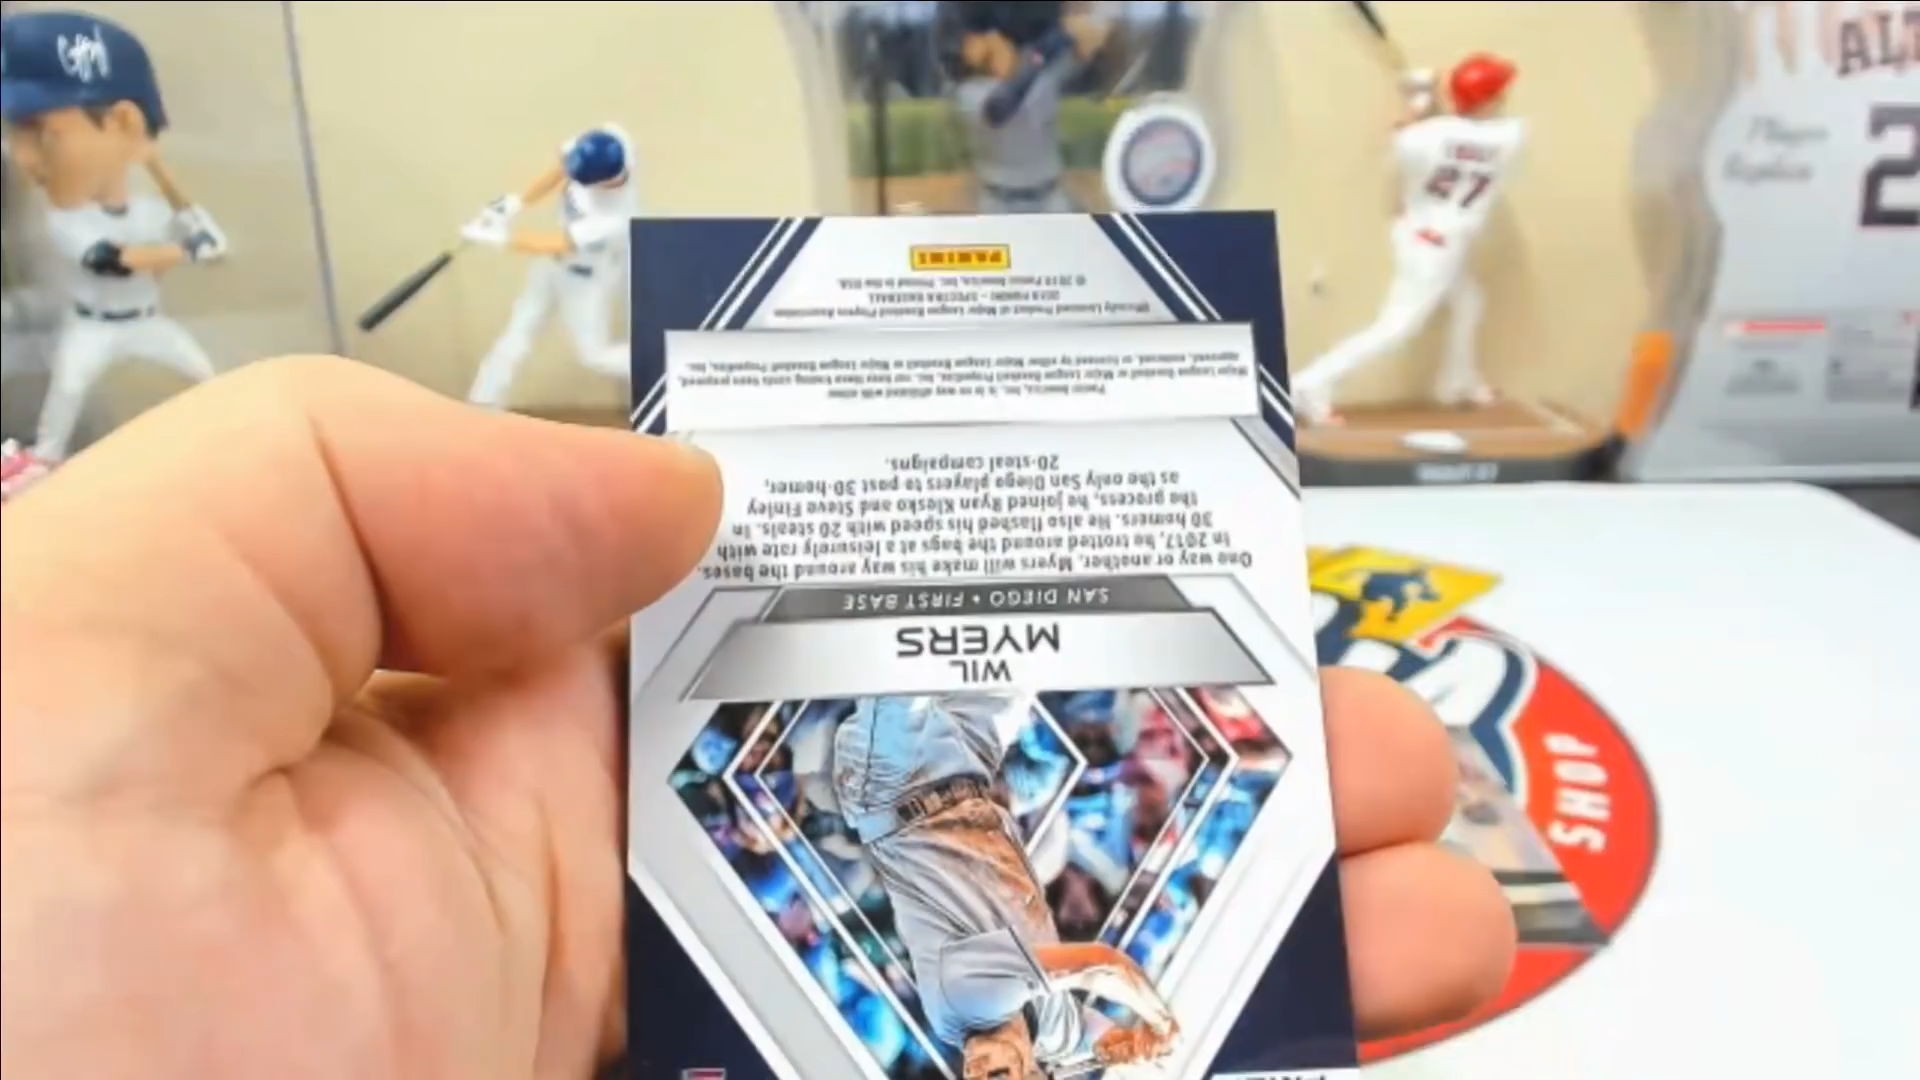 ALT
2
27
SHOP
WIL
MYERS
SAN DIEGO • FIRST BASE
One way or another, Myers will make his way around the bases.
In 2017, he trotted around the bags at a leisurely rate with
30 homers. He also flashed his speed with 20 steals. In
the process, he joined Ryan Klesko and Steve Finley
as the only San Diego players to post 30-homer,
20-steal campaigns.
Panini America, Inc. is in no way affiliated with either
Major League Baseball or Major League Baseball Properties, Inc. nor have these trading cards been prepared,
approved, endorsed, or licensed by either Major League Baseball or Major League Baseball Properties, Inc.
Officially Licensed Product of Major League Baseball Players Association
2018 PANINI – SPECTRA BASEBALL
© 2018 Panini America, Inc. Printed in the USA.
PANINI